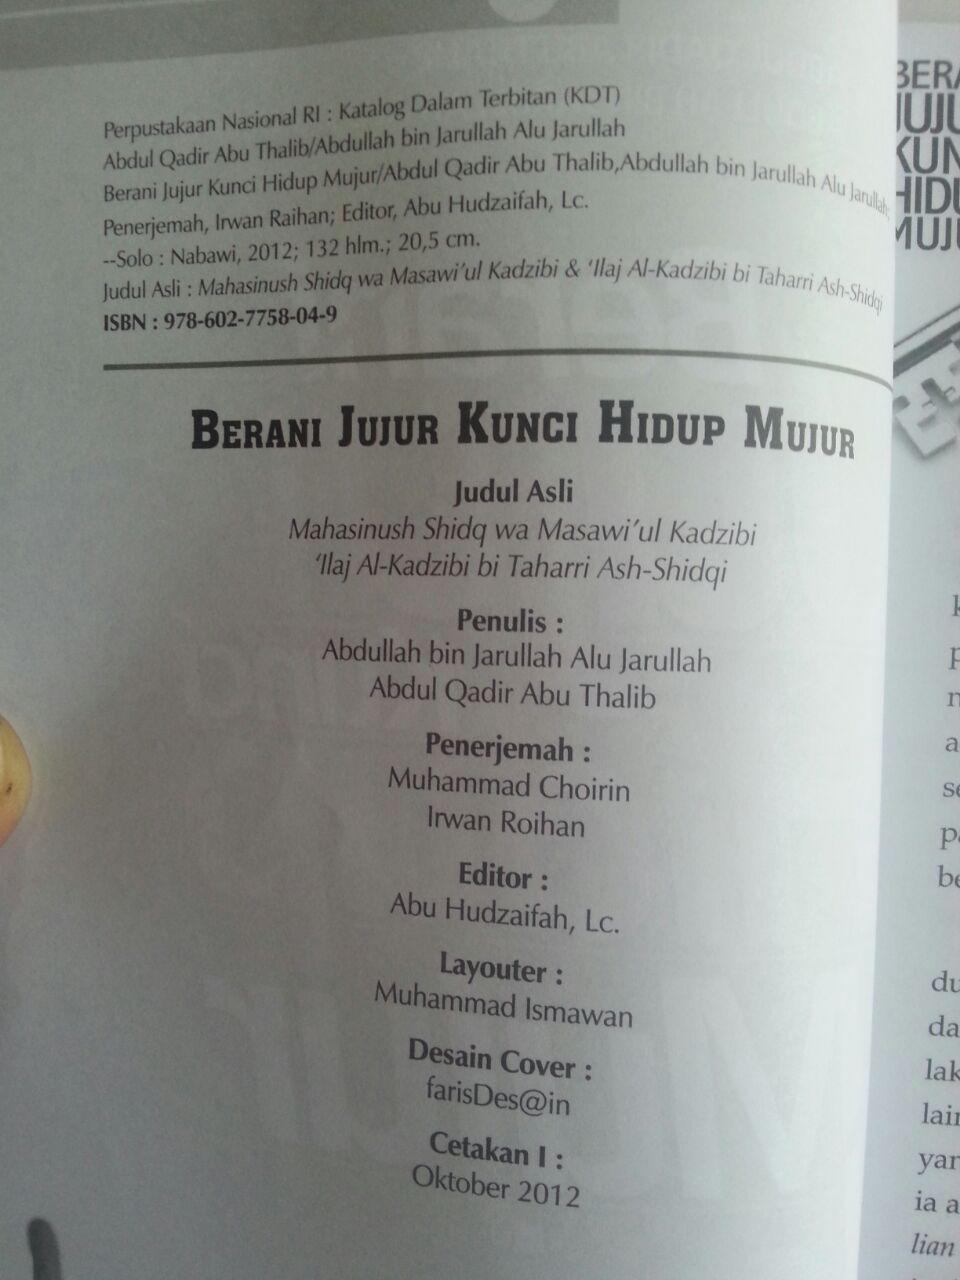 Perpustakaan Nasional RI : Katalog Dalam Terbitan (KDT)
Abdul Qadir Abu Thalib/Abdullah bin Jarullah Alu Jarullah
Berani Jujur Kunci Hidup Mujur/Abdul Qadir Abu Thalib,Abdullah bin Jarullah Alu Jarullah;
Penerjemah, Irwan Raihan; Editor, Abu Hudzaifah, Lc.
--Solo : Nabawi, 2012; 132 hlm.; 20,5 cm.
Judul Asli : Mahasinush Shidq wa Masawi’ul Kadzibi & ‘Ilaj Al-Kadzibi bi Taharri Ash-Shidqi
ISBN : 978-602-7758-04-9
BERANI JUJUR KUNCI HIDUP MUJUR
Judul Asli
Mahasinush Shidq wa Masawi’ul Kadzibi
‘Ilaj Al-Kadzibi bi Taharri Ash-Shidqi
Penulis :
Abdullah bin Jarullah Alu Jarullah
Abdul Qadir Abu Thalib
Penerjemah :
Muhammad Choirin
Irwan Roihan
Editor :
Abu Hudzaifah, Lc.
Layouter :
Muhammad Ismawan
Desain Cover :
farisDes@in
Cetakan I :
Oktober 2012